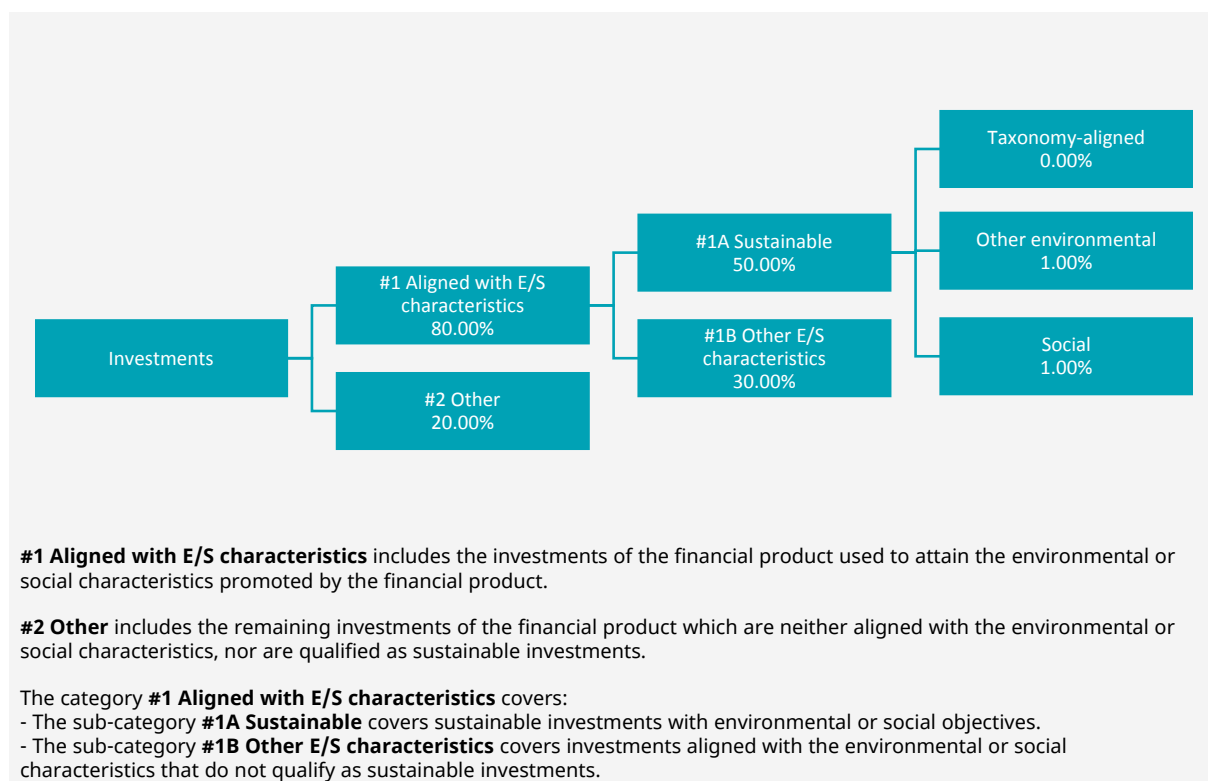 Investments
#1 Aligned with E/S
characteristics
80.00%
#2 Other
20.00%
#1A Sustainable
50.00%
#1B Other E/S
characteristics
30.00%
Taxonomy-aligned
0.00%
Other environmental
1.00%
Social
1.00%
#1 Aligned with E/S characteristics includes the investments of the financial product used to attain the environmental or
social characteristics promoted by the financial product.
#2 Other includes the remaining investments of the financial product which are neither aligned with the environmental or
social characteristics, nor are qualified as sustainable investments.
The category #1 Aligned with E/S characteristics covers:
- The sub-category #1A Sustainable covers sustainable investments with environmental or social objectives.
- The sub-category #1B Other E/S characteristics covers investments aligned with the environmental or social
characteristics that do not qualify as sustainable investments.